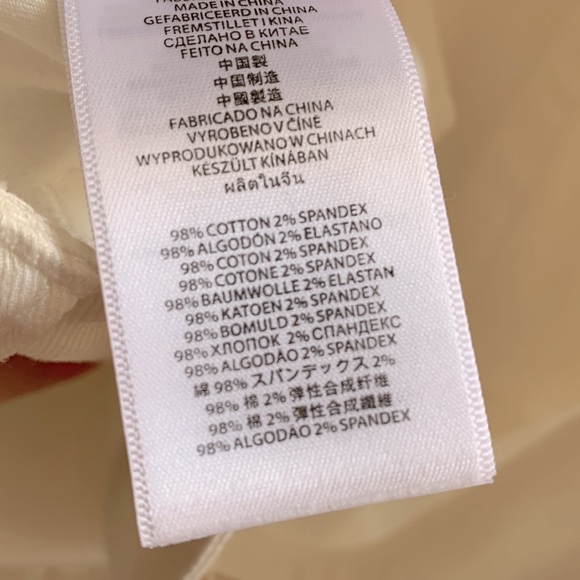 MADE IN CHINA
GEFABRICEERD IN CHINA
FREMSTILLET I KINA
СДЕЛАНО В КИТАЕ
FEITO NA CHINA
中国製
中国制造
中國製造
FABRICADO NA CHINA
VYROBENO V ČÍNĚ
WYPRODUKOWANO W CHINACH
KÉSZÜLT KÍNÁBAN
ผลิตในจีน
98% COTTON 2% SPANDEX
98% ALGODÓN 2% ELASTANO
98% COTON 2% SPANDEX
98% COTONE 2% SPANDEX
98% BAUMWOLLE 2% ELASTAN
98% KATOEN 2% SPANDEX
98% BOMULD 2% SPANDEX
98% ХЛОПОК 2% СПАНДЕКС
98% ALGODÃO 2% SPANDEX
綿 98% スパンデックス 2%
98% 棉 2% 弹性合成纤维
98% 棉 2% 彈性合成纖維
98% ALGODÃO 2% SPANDEX